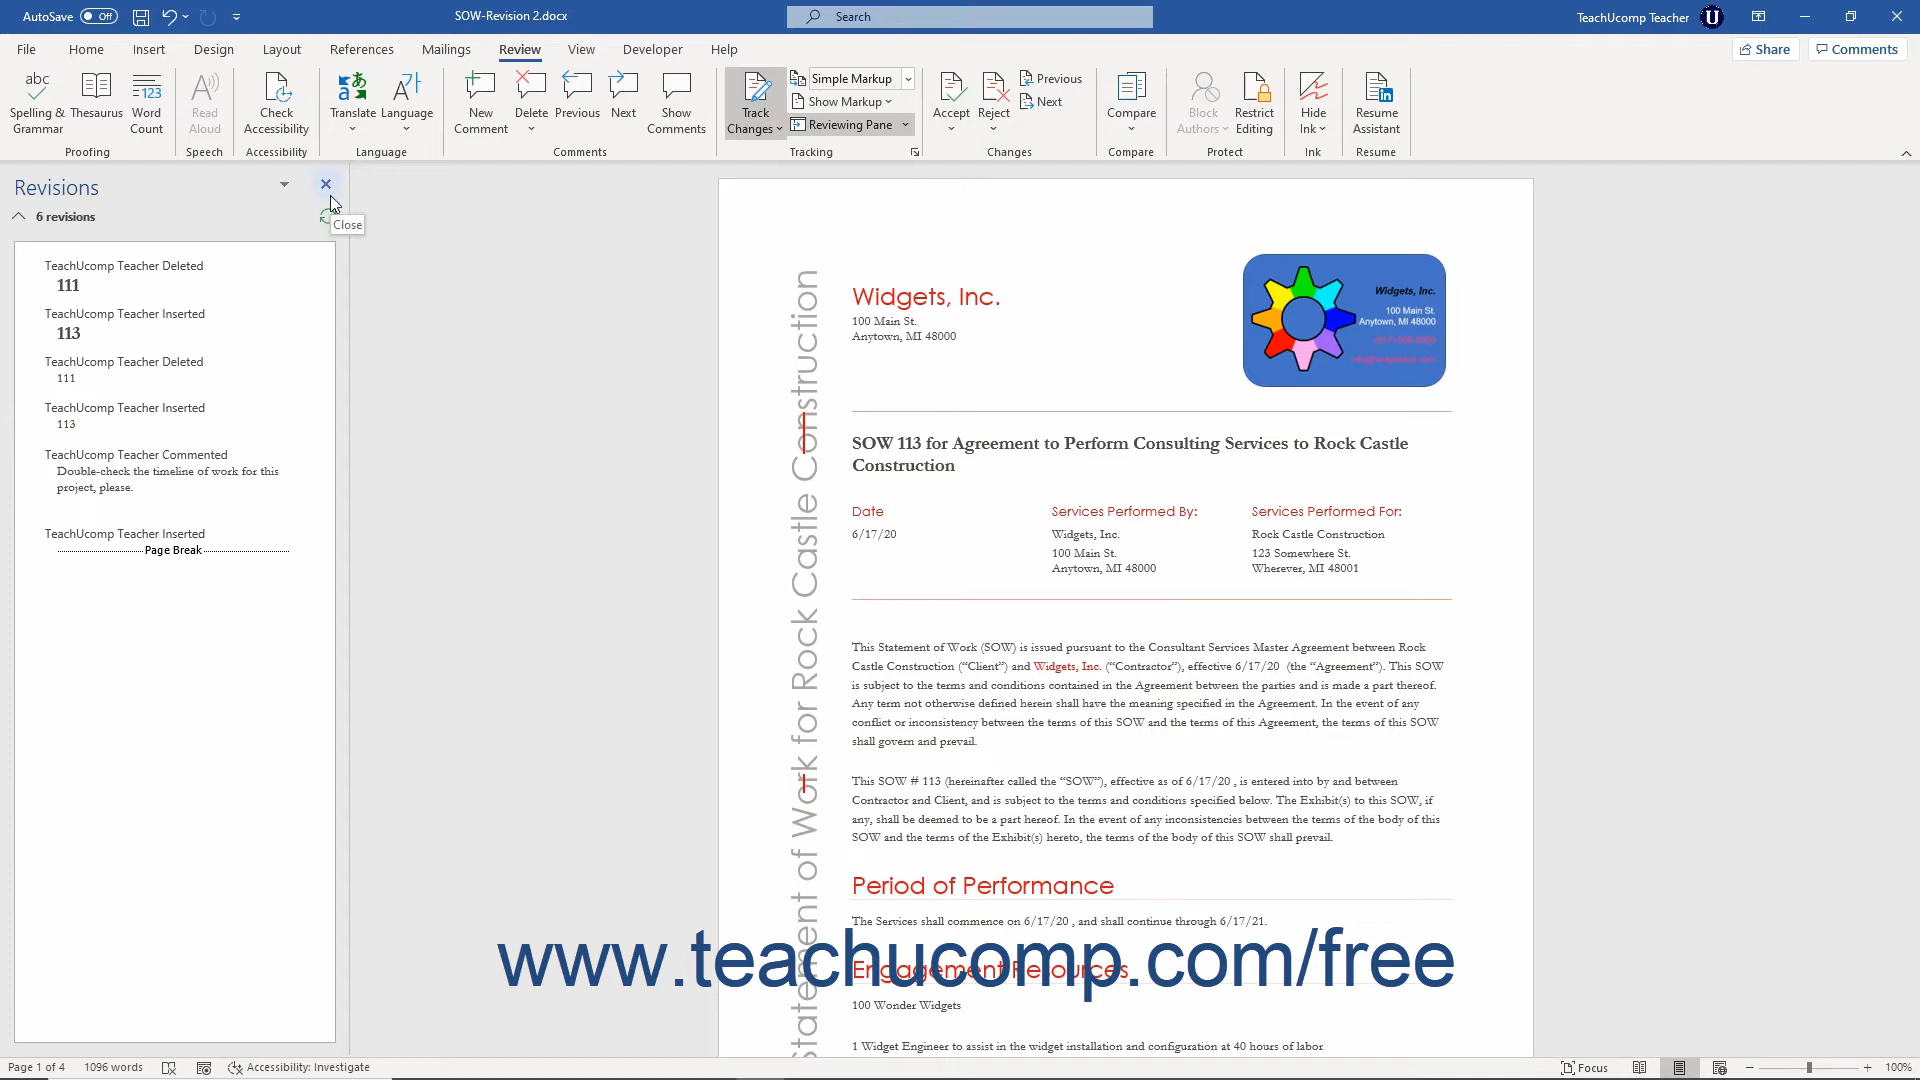 AutoSave Off
SOW-Revision 2.docx
Search
TeachUcomp Teacher U
File Home Insert Design Layout References Mailings Review View Developer Help
Share Comments
abc
Spelling & Grammar
Thesaurus
123
Word Count
Proofing
Read Aloud
Speech
Check Accessibility
Accessibility
Translate
Language
Language
New Comment
Delete
Previous
Next
Show Comments
Comments
Track Changes
Simple Markup
Show Markup
Reviewing Pane
Tracking
Accept
Reject
Previous
Next
Changes
Compare
Compare
Block Authors
Restrict Editing
Protect
Hide Ink
Ink
Resume Assistant
Resume
Revisions
6 revisions
Close
TeachUcomp Teacher Deleted
111
TeachUcomp Teacher Inserted
113
TeachUcomp Teacher Deleted
111
TeachUcomp Teacher Inserted
113
TeachUcomp Teacher Commented
Double-check the timeline of work for this
project, please.
TeachUcomp Teacher Inserted
Page Break
Statement of Work for Rock Castle Construction
Widgets, Inc.
100 Main St.
Anytown, MI 48000
Widgets, Inc.
100 Main St.
Anytown, MI 48000
SOW 113 for Agreement to Perform Consulting Services to Rock Castle
Construction
Date
6/17/20
Services Performed By:
Widgets, Inc.
100 Main St.
Anytown, MI 48000
Services Performed For:
Rock Castle Construction
123 Somewhere St.
Wherever, MI 48001
This Statement of Work (SOW) is issued pursuant to the Consultant Services Master Agreement between Rock
Castle Construction (“Client”) and Widgets, Inc. (“Contractor”), effective 6/17/20 (the “Agreement”). This SOW
is subject to the terms and conditions contained in the Agreement between the parties and is made a part thereof.
Any term not otherwise defined herein shall have the meaning specified in the Agreement. In the event of any
conflict or inconsistency between the terms of this SOW and the terms of this Agreement, the terms of this SOW
shall govern and prevail.
This SOW # 113 (hereinafter called the “SOW”), effective as of 6/17/20 , is entered into by and between
Contractor and Client, and is subject to the terms and conditions specified below. The Exhibit(s) to this SOW, if
any, shall be deemed to be a part hereof. In the event of any inconsistencies between the terms of the body of this
SOW and the terms of the Exhibit(s) hereto, the terms of the body of this SOW shall prevail.
Period of Performance
The Services shall commence on 6/17/20 , and shall continue through 6/17/21.
www.teachucomp.com/free
Engagement Resources
100 Wonder Widgets
1 Widget Engineer to assist in the widget installation and configuration at 40 hours of labor
Page 1 of 4 1096 words Accessibility: Investigate
Focus 100%